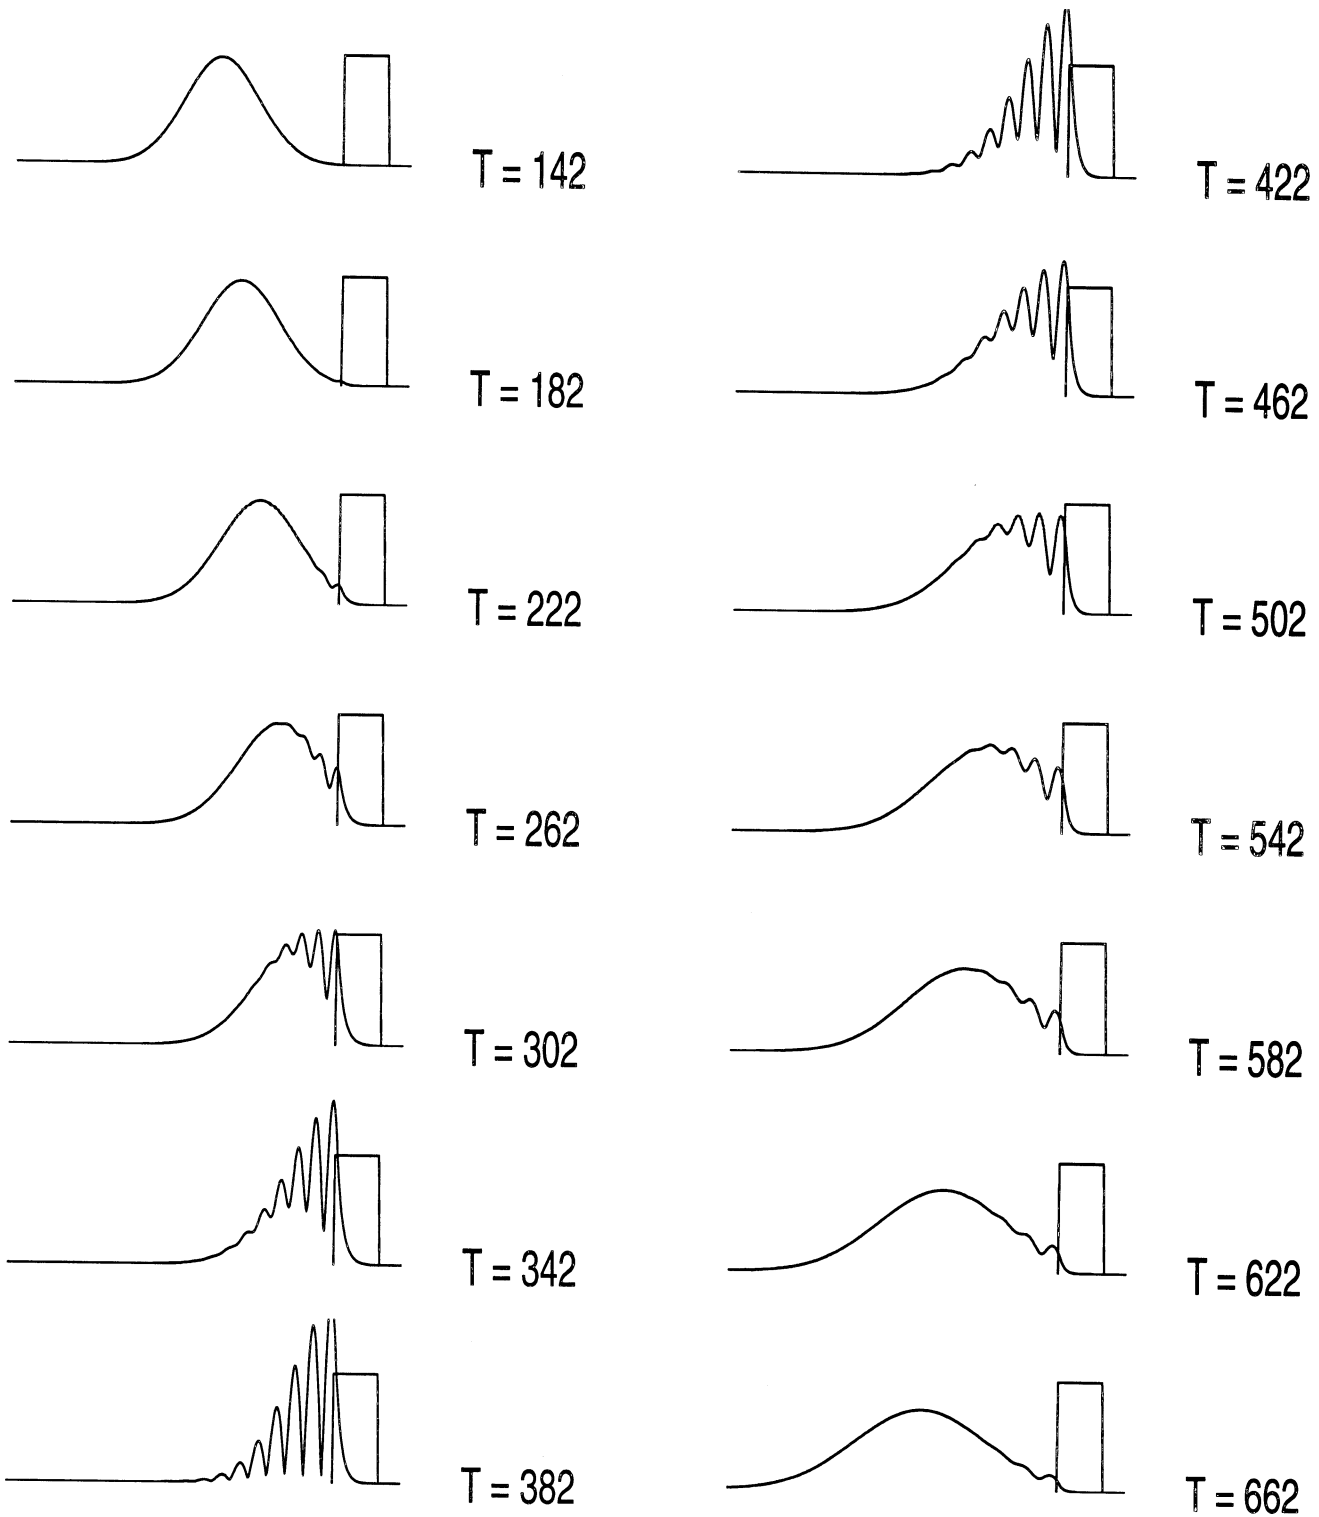 T = 142
T = 182
T = 222
T = 262
T = 302
T = 342
T = 382
T = 422
T = 462
T = 502
T = 542
T = 582
T = 622
T = 662